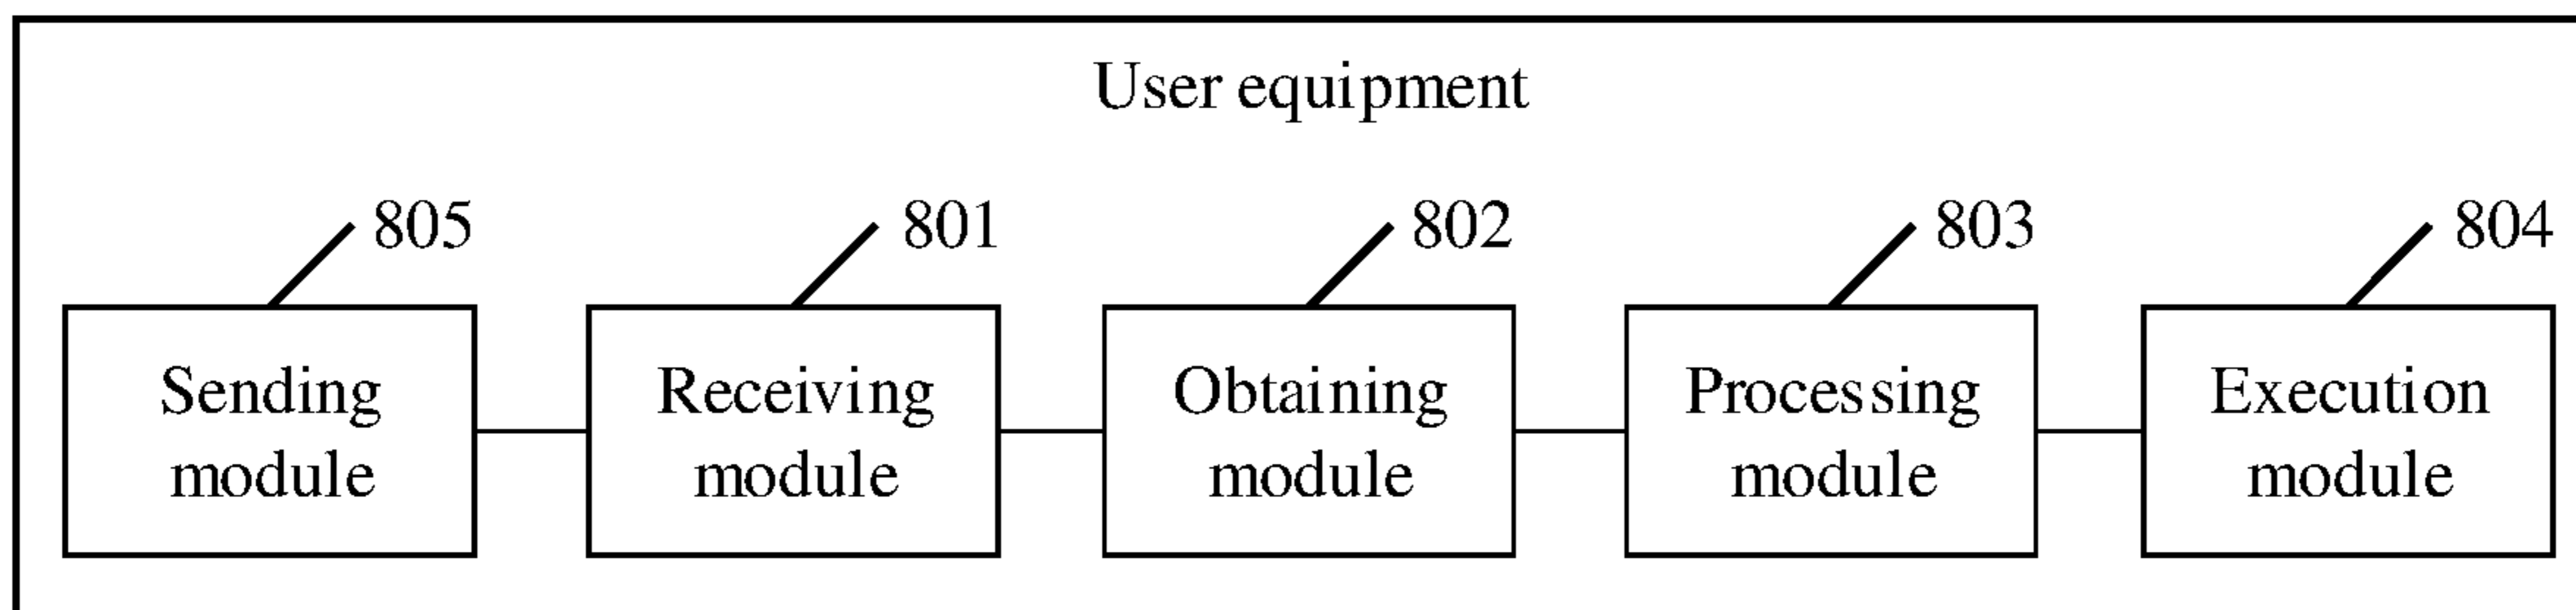 User equipment
805
801
802
803
804
Sending
module
Receiving
module
Obtaining
module
Processing
module
Execution
module